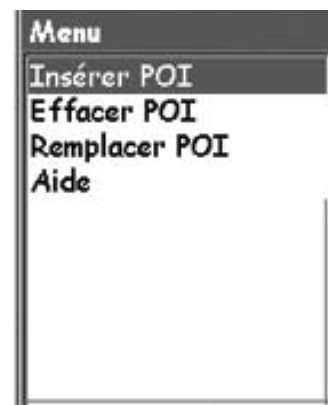 Menu
Insérer POI
Effacer POI
Remplacer POI
Aide